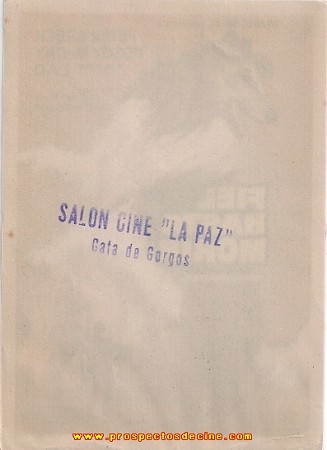 SALON CINE "LA PAZ"
Gata de Gorgos
www.prospectosdecine.com